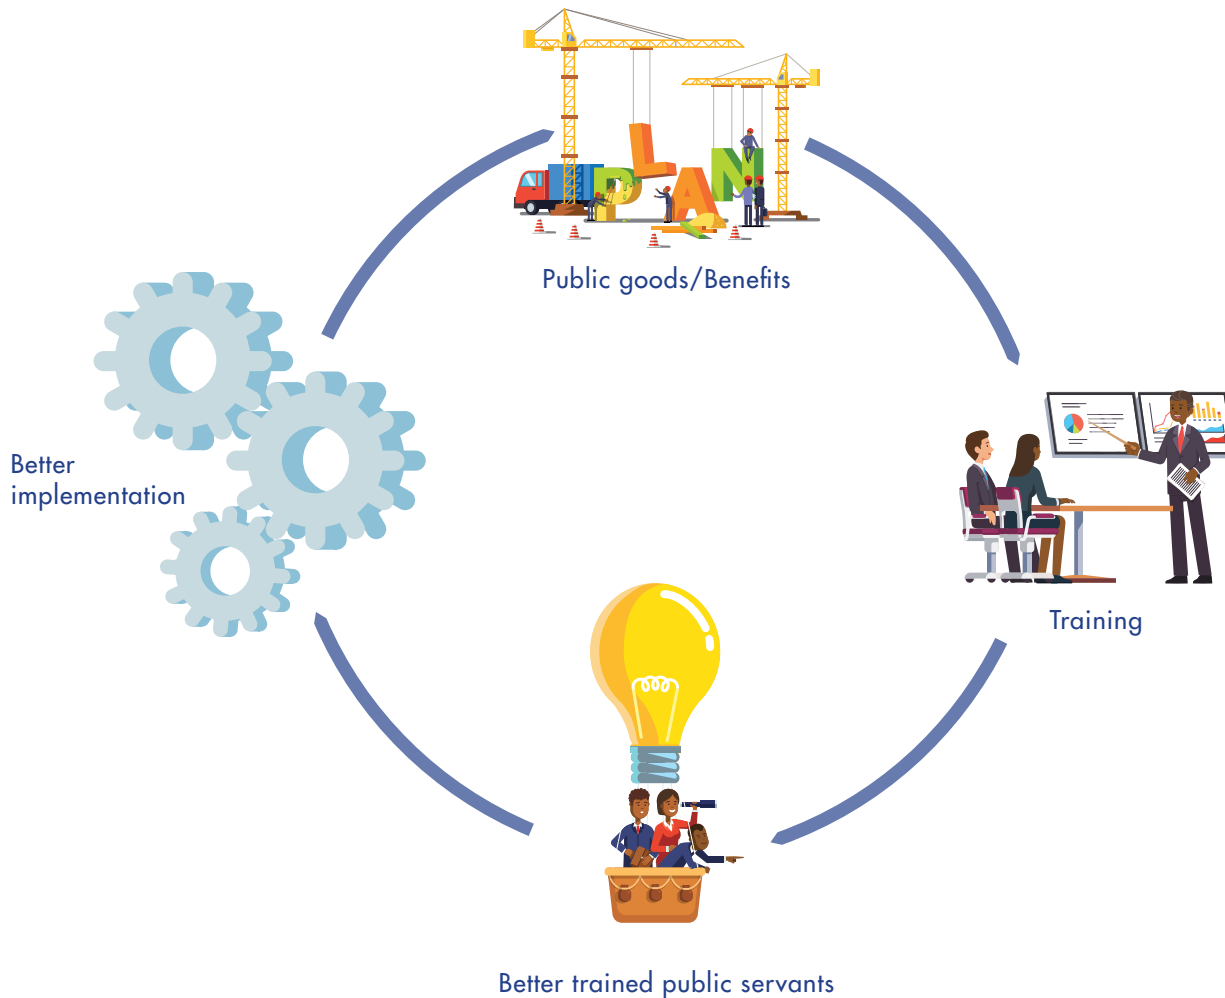 PLAN
Public goods/Benefits
Better
implementation
Training
Better trained public servants